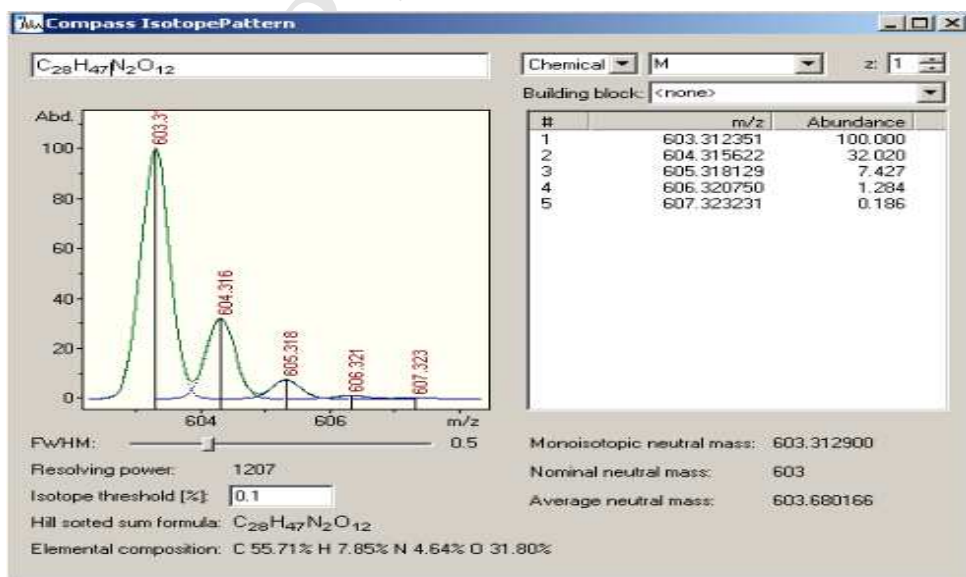 Compass IsotopePattern
C28H47N2O12
Chemical M z: 1
Building block: <none>
Abd.
100
80
60
40
20
0
603.3
604.316
605.318
606.321
607.323
604 606 m/z
# m/z Abundance
1 603.312351 100.000
2 604.315622 32.020
3 605.318129 7.427
4 606.320750 1.284
5 607.323231 0.186
FWHM: 0.5
Resolving power: 1207
Isotope threshold [%]: 0.1
Hill sorted sum formula: C28H47N2O12
Elemental composition: C 55.71% H 7.85% N 4.64% O 31.80%
Monoisotopic neutral mass: 603.312900
Nominal neutral mass: 603
Average neutral mass: 603.680166